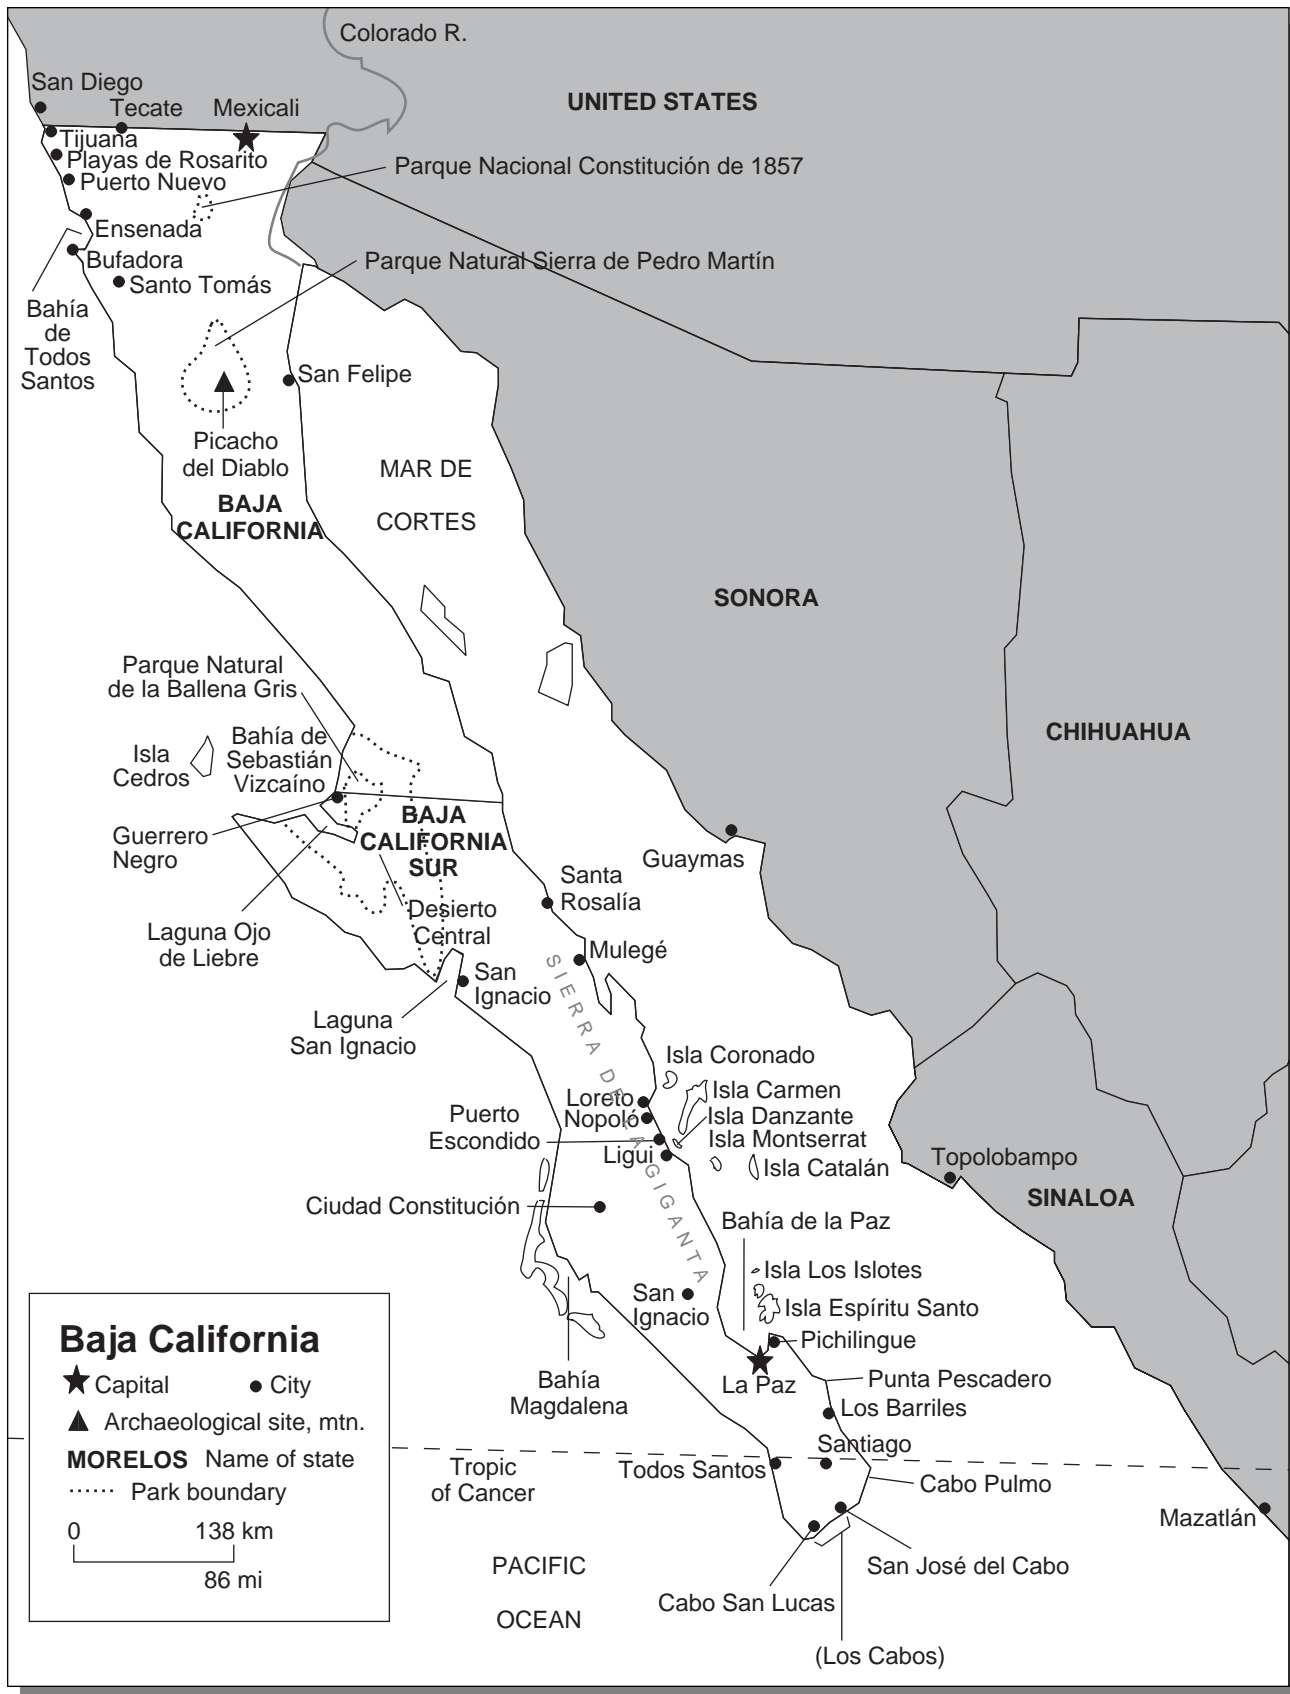 Colorado R.
San Diego
UNITED STATES
Tecate
Mexicali
Tijuana
Playas de Rosarito
Parque Nacional Constitución de 1857
Puerto Nuevo
Ensenada
Bufadora
Parque Natural Sierra de Pedro Martín
Santo Tomás
Bahía
de
Todos
Santos
San Felipe
Picacho
del Diablo
MAR DE
CORTES
BAJA
CALIFORNIA
SONORA
Parque Natural
de la Ballena Gris
CHIHUAHUA
Isla
Cedros
Bahía de
Sebastián
Vizcaíno
BAJA
CALIFORNIA
SUR
Guerrero
Negro
Guaymas
Santa
Rosalía
Desierto
Central
Laguna Ojo
de Liebre
Mulegé
San
Ignacio
SIERRA DE LA GIGANTA
Laguna
San Ignacio
Isla Coronado
Isla Carmen
Loreto
Nopoló
Isla Danzante
Puerto
Escondido
Isla Montserrat
Ligui
Isla Catalán
Topolobampo
SINALOA
Ciudad Constitución
Bahía de la Paz
Isla Los Islotes
San
Ignacio
Isla Espíritu Santo
Pichilingue
La Paz
Punta Pescadero
Bahía
Magdalena
Los Barriles
Santiago
Todos Santos
Tropic
of Cancer
Cabo Pulmo
Mazatlán
San José del Cabo
Cabo San Lucas
PACIFIC
OCEAN
(Los Cabos)
Baja California
Capital
City
Archaeological site, mtn.
MORELOS Name of state
Park boundary
0 138 km
86 mi